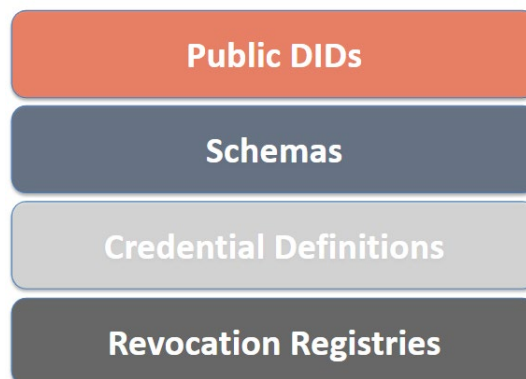 Public DIDs
Schemas
Credential Definitions
Revocation Registries